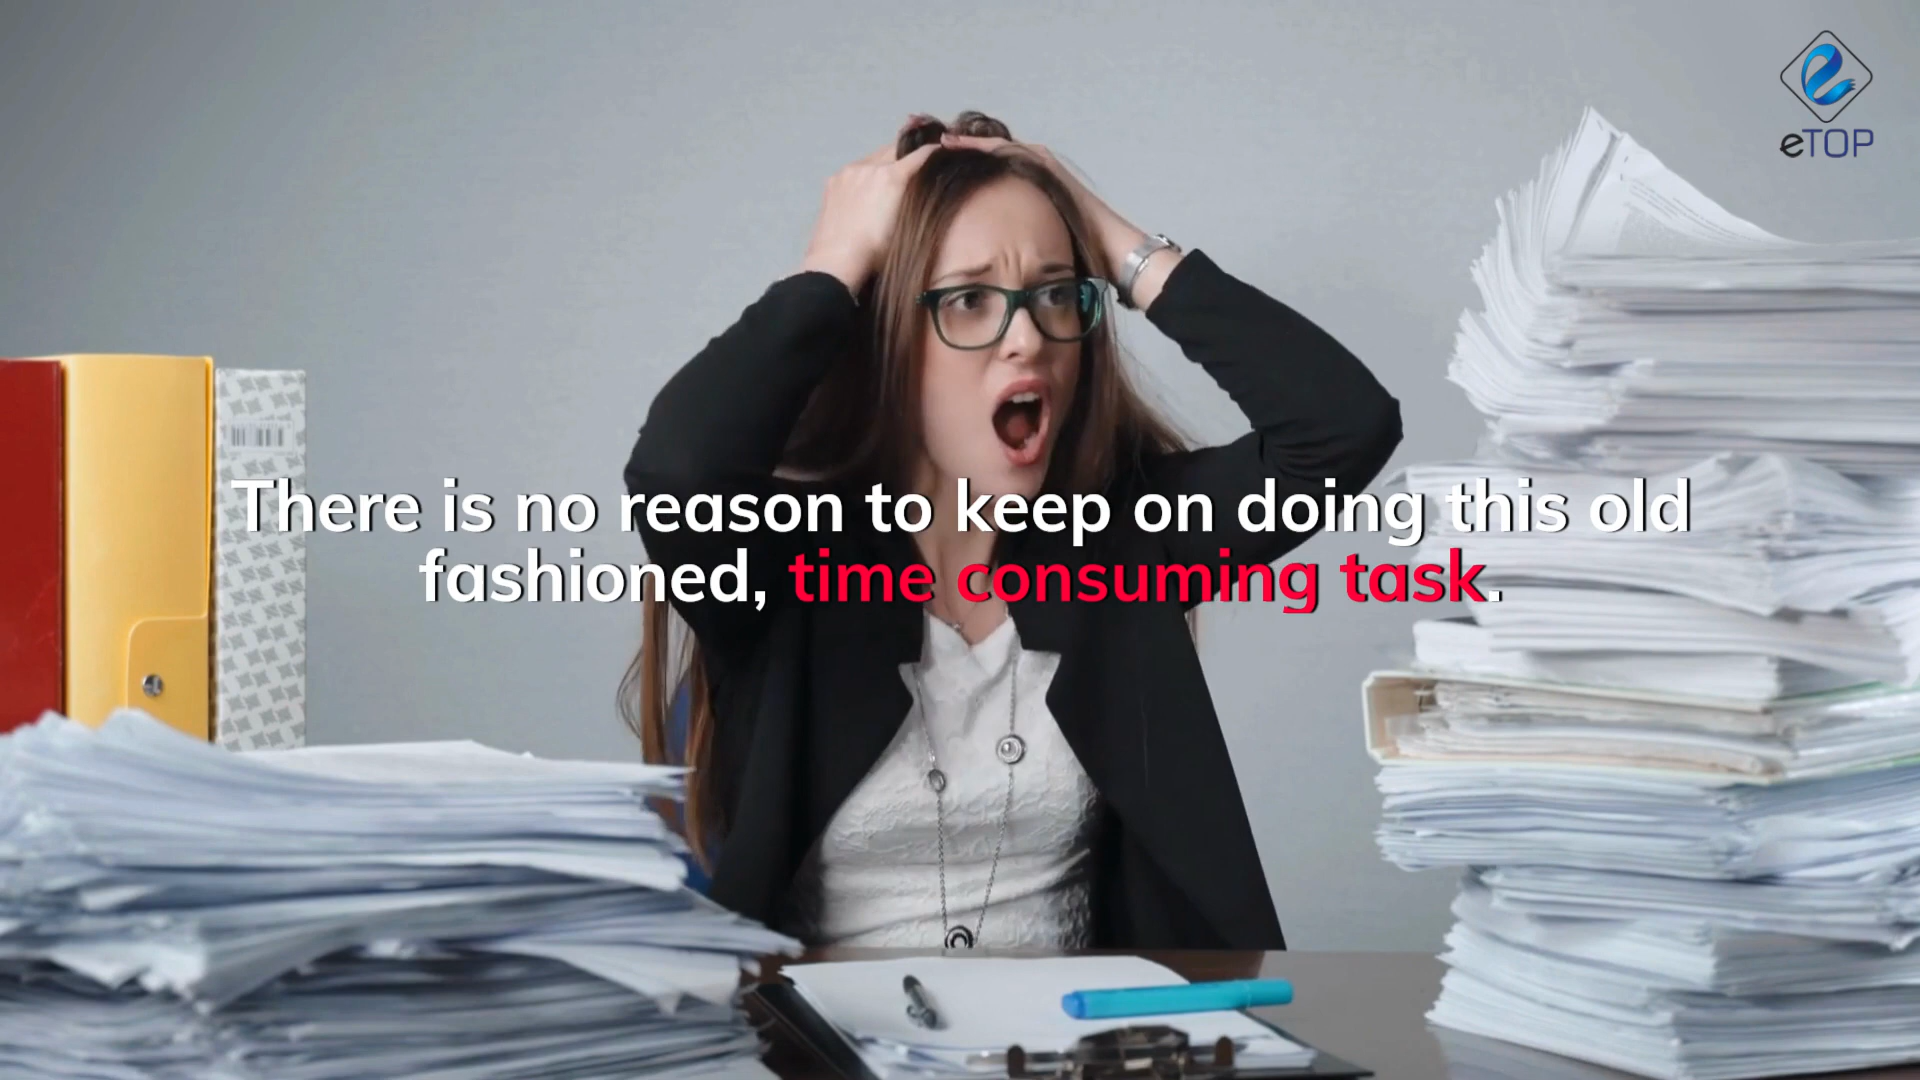 eTOP
There is no reason to keep on doing this old
fashioned, time consuming task.